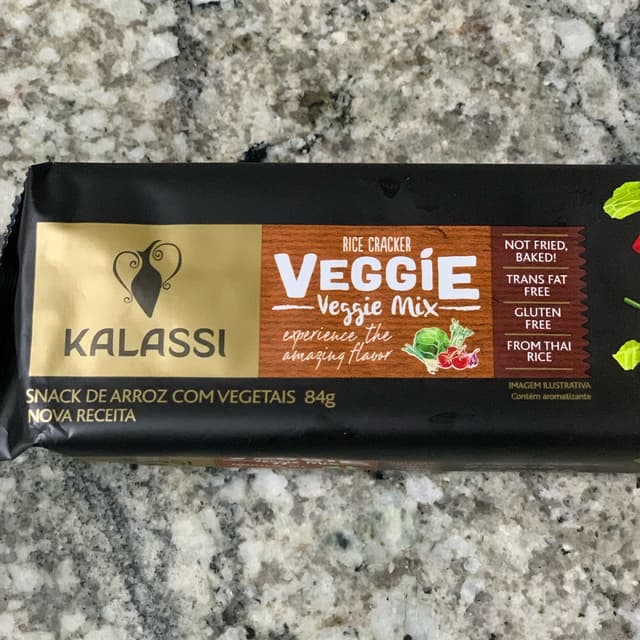 KALASSI
RICE CRACKER
VEGGiE
Veggie Mix
experience the
amazing flavor
NOT FRIED,
BAKED!
TRANS FAT
FREE
GLUTEN
FREE
FROM THAI
RICE
SNACK DE ARROZ COM VEGETAIS 84g
NOVA RECEITA
IMAGEM ILUSTRATIVA
Contém aromatizante